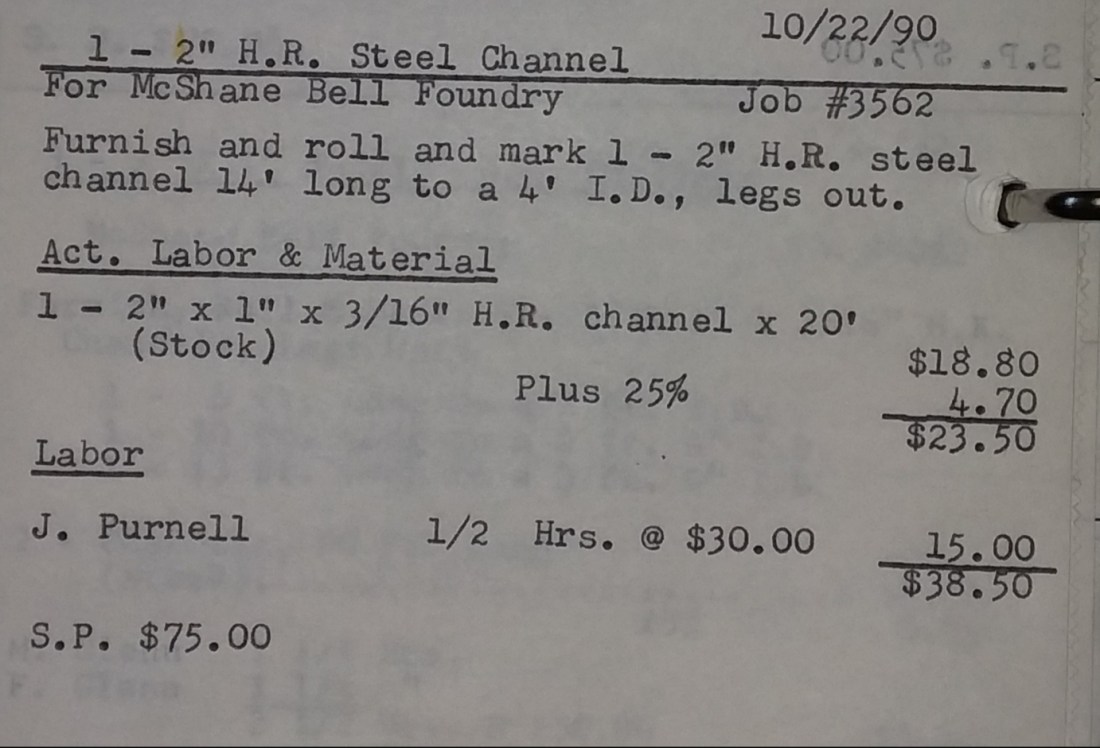 10/22/90
1 - 2" H.R. Steel Channel
For McShane Bell Foundry Job #3562
Furnish and roll and mark 1 - 2" H.R. steel
channel 14' long to a 4' I.D., legs out.
Act. Labor & Material
1 - 2" x 1" x 3/16" H.R. channel x 20'
(Stock) $18.80
Plus 25% 4.70
$23.50
Labor
J. Purnell 1/2 Hrs. @ $30.00 15.00
$38.50
S.P. $75.00